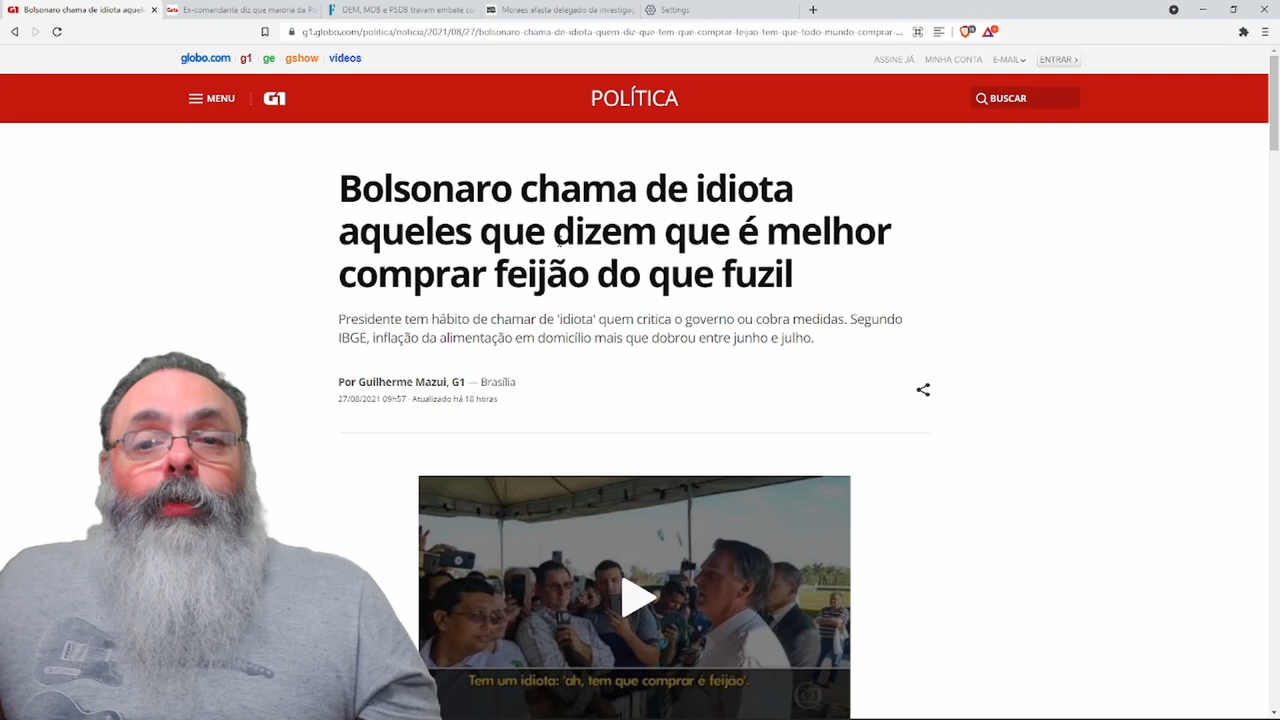 Bolsonaro chama de idiota aquel
Ex-comandante diz que maioria da Po
DEM, MDB e PSDB travam embate co
Moraes afasta delegado da investigaç
Settings
g1.globo.com/politica/noticia/2021/08/27/bolsonaro-chama-de-idiota-quem-diz-que-tem-que-comprar-feijao-tem-que-todo-mundo-comprar-...
globo.com g1 ge gshow videos
ASSINE JÁ MINHA CONTA E-MAIL ENTRAR ›
MENU G1 POLÍTICA BUSCAR
Bolsonaro chama de idiota
aqueles que dizem que é melhor
comprar feijão do que fuzil
Presidente tem hábito de chamar de 'idiota' quem critica o governo ou cobra medidas. Segundo
IBGE, inflação da alimentação em domicílio mais que dobrou entre junho e julho.
Por Guilherme Mazui, G1 — Brasília
27/08/2021 09h57 · Atualizado há 18 horas
Tem um idiota: 'ah, tem que comprar é feijão'.